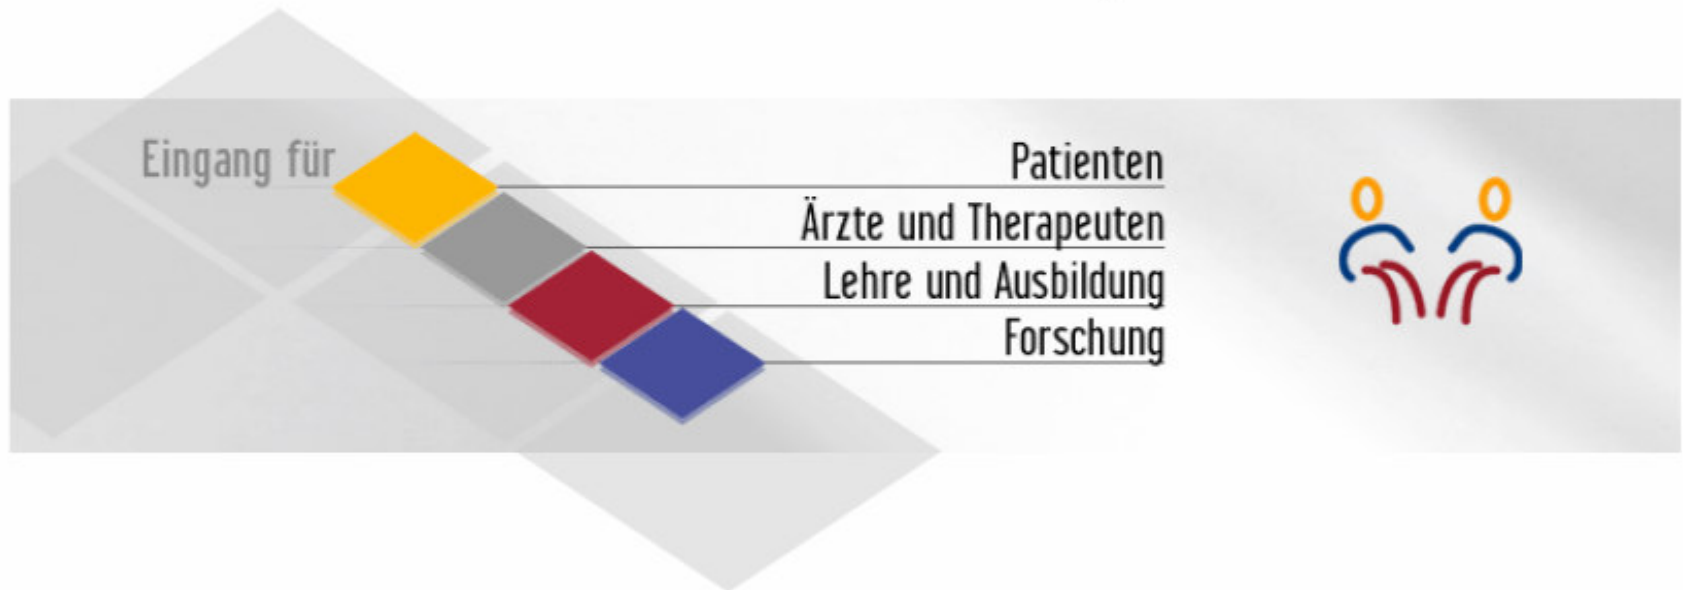 Eingang für
Patienten
Ärzte und Therapeuten
Lehre und Ausbildung
Forschung